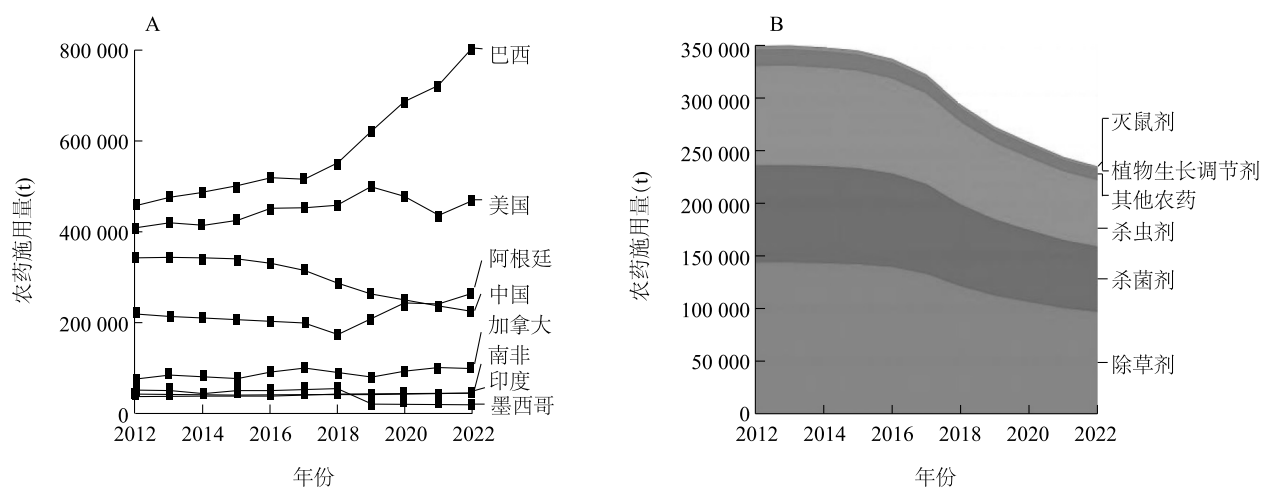 A
农药施用量(t)
800 000
600 000
400 000
200 000
0
2012
2014
2016
2018
2020
2022
年份
巴西
美国
阿根廷
中国
加拿大
南非
印度
墨西哥
B
农药施用量(t)
350 000
300 000
250 000
200 000
150 000
100 000
50 000
0
2012
2014
2016
2018
2020
2022
年份
灭鼠剂
植物生长调节剂
其他农药
杀虫剂
杀菌剂
除草剂